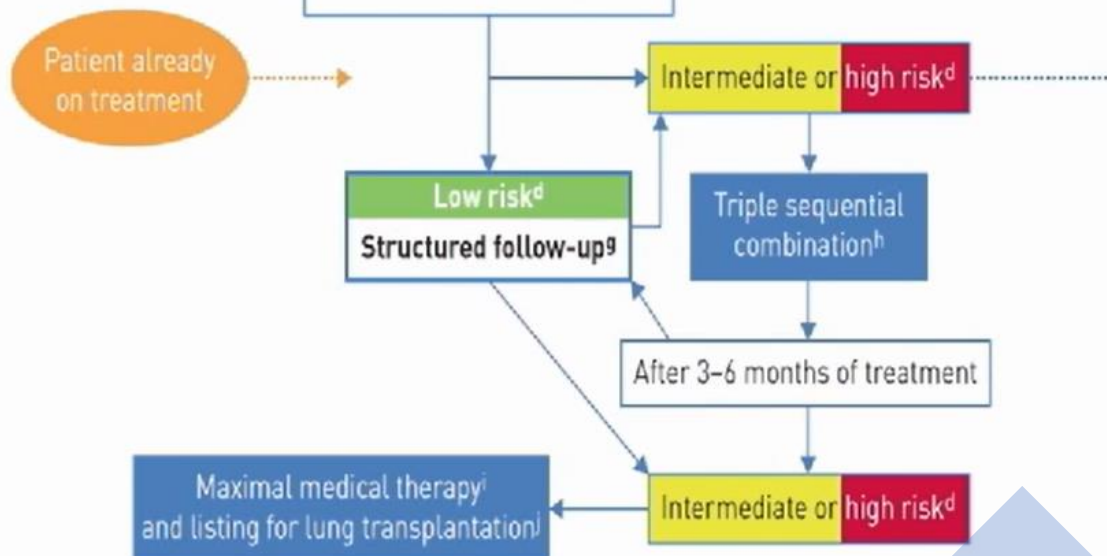 Patient already
on treatment
Intermediate or high riskᵈ
Low riskᵈ
Structured follow-upᵍ
Triple sequential
combinationʰ
After 3–6 months of treatment
Maximal medical therapyⁱ
and listing for lung transplantationʲ
Intermediate or high riskᵈ